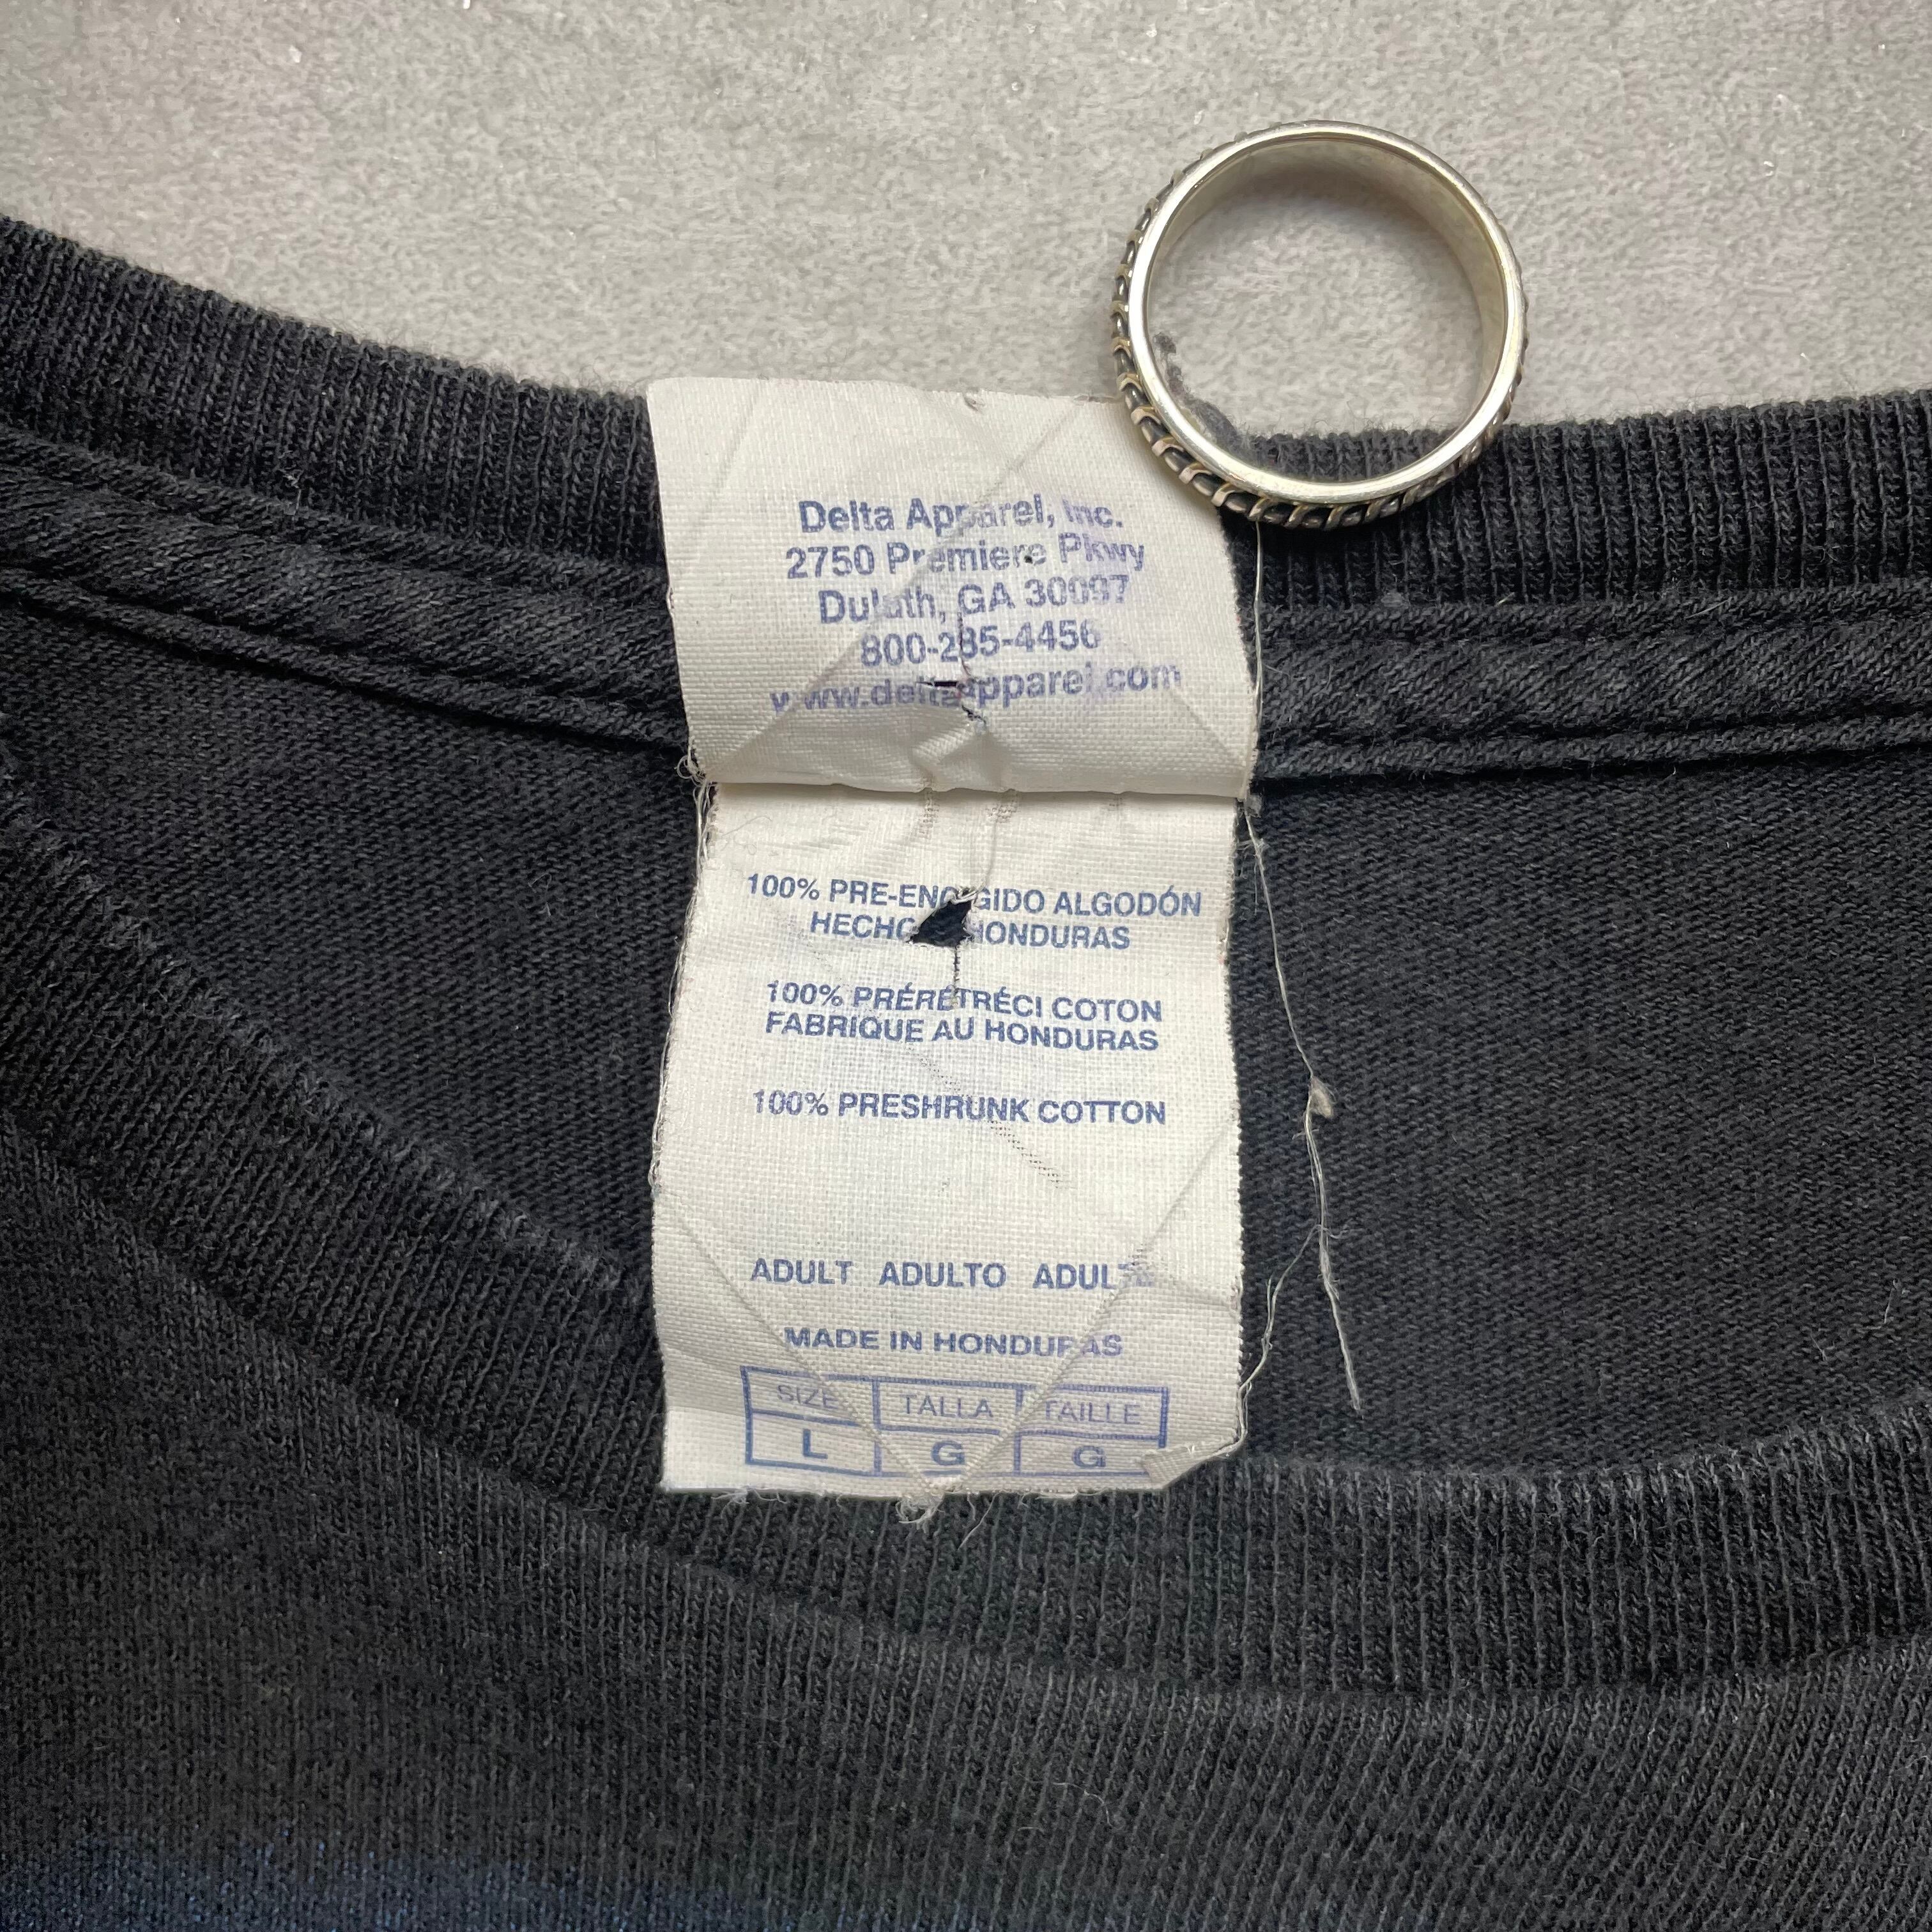 Delta Apparel, Inc.
2750 Premiere Pkwy
Duluth, GA 30097
800-285-4456
www.deltaapparel.com
100% PRE-ENCOGIDO ALGODÓN
HECHO HONDURAS
100% PRÉRÉTRÉCI COTON
FABRIQUE AU HONDURAS
100% PRESHRUNK COTTON
ADULT ADULTO ADULTE
MADE IN HONDURAS
SIZE TALLA TAILLE
L G G